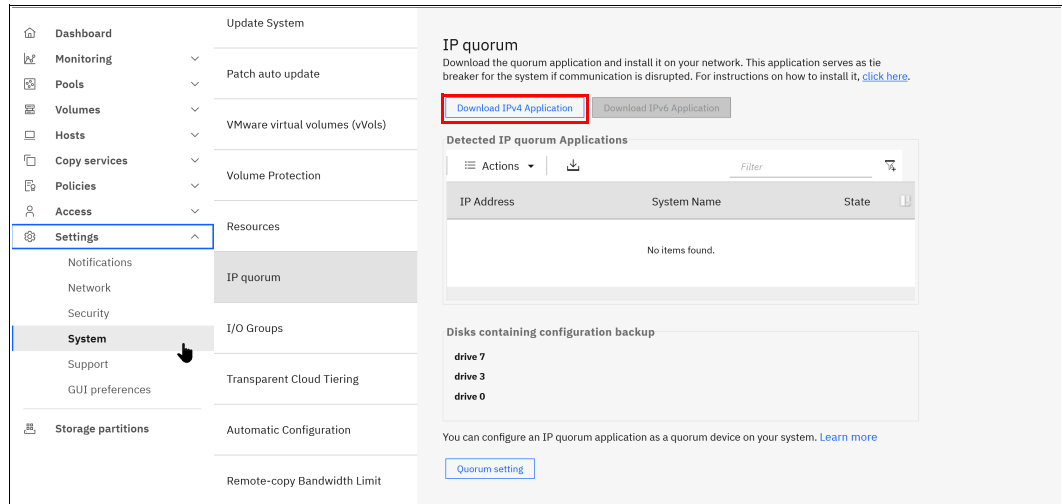 Dashboard
Monitoring
Pools
Volumes
Hosts
Copy services
Policies
Access
Settings
Notifications
Network
Security
System
Support
GUI preferences
Storage partitions
Update System
Patch auto update
VMware virtual volumes (vVols)
Volume Protection
Resources
IP quorum
I/O Groups
Transparent Cloud Tiering
Automatic Configuration
Remote-copy Bandwidth Limit
IP quorum
Download the quorum application and install it on your network. This application serves as tie
breaker for the system if communication is disrupted. For instructions on how to install it, click here.
Download IPv4 Application Download IPv6 Application
Detected IP quorum Applications
Actions Filter
IP Address System Name State
No items found.
Disks containing configuration backup
drive 7
drive 3
drive 0
You can configure an IP quorum application as a quorum device on your system. Learn more
Quorum setting